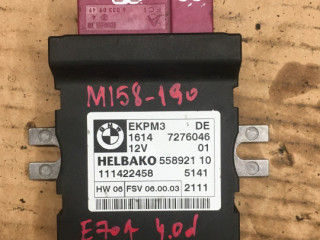 M158-190
EKPM3 DE
1614 7276046
12V 01
HELBAKO 558921 10
111422458 5141
HW 06 FSV 06.00.03 2111
E70A 4.0d